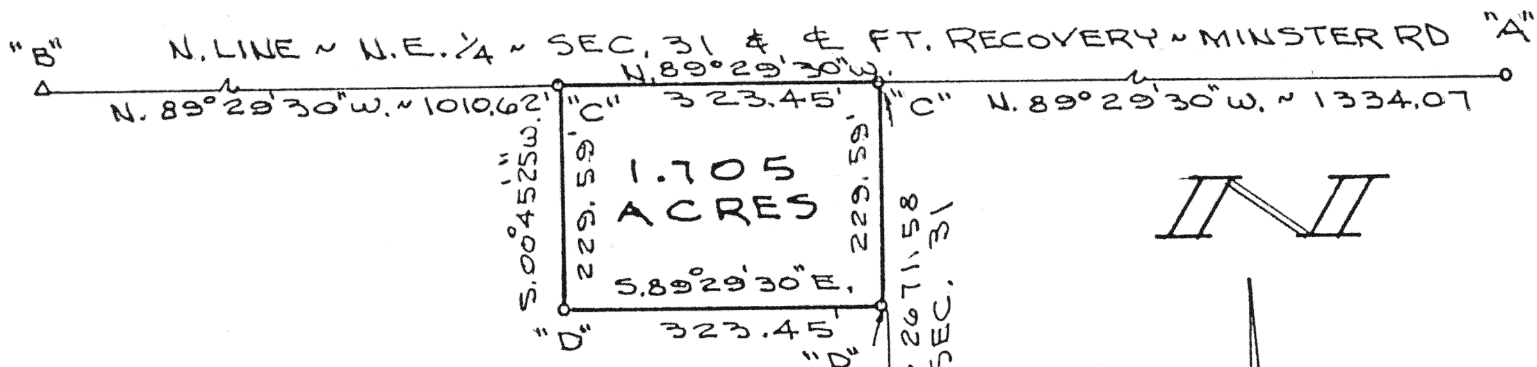 "B" N. LINE ~ N.E. 1/4 ~ SEC. 31 & ℄ FT. RECOVERY ~ MINSTER RD "A"
N. 89°29'30" W.
N. 89°29'30" W. ~ 1010.62' "C" 323.45' "C" N. 89°29'30" W. ~ 1334.07
S. 00°45'25" W.
229.59'
1.705
ACRES
229.59'
2671.58
SEC. 31
N
S. 89°29'30" E.
"D" 323.45'
"D"